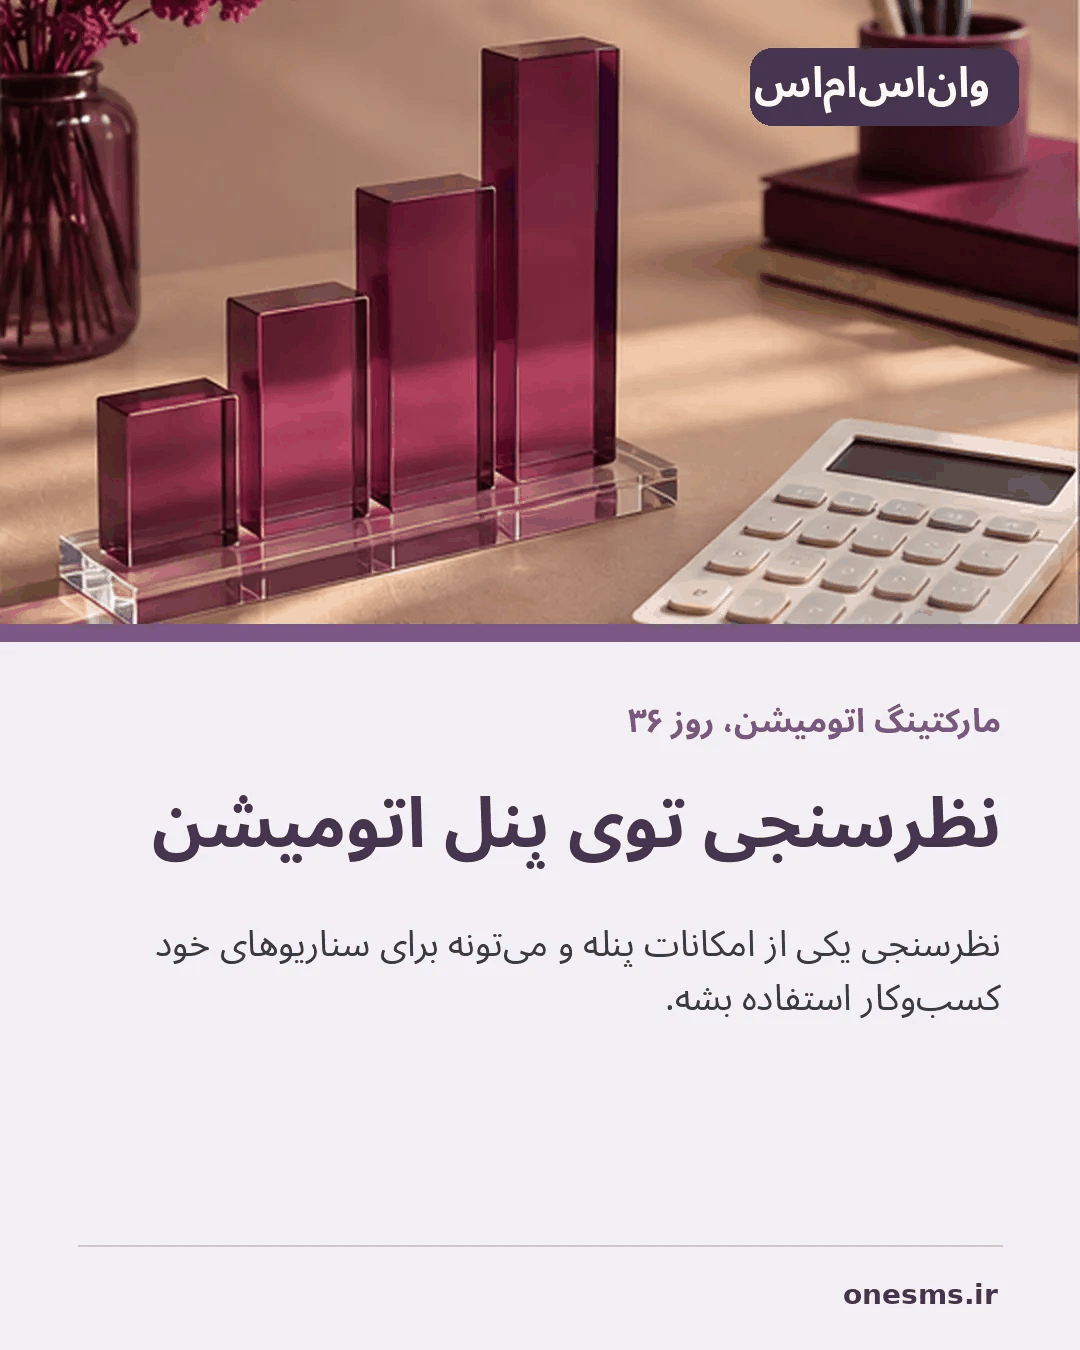 وان‌اس‌ام‌اس
مارکتینگ اتومیشن، روز ۳۶
نظرسنجی توی پنل اتومیشن
نظرسنجی یکی از امکانات پنله و می‌تونه برای سناریوهای خود
کسب‌وکار استفاده بشه.
onesms.ir